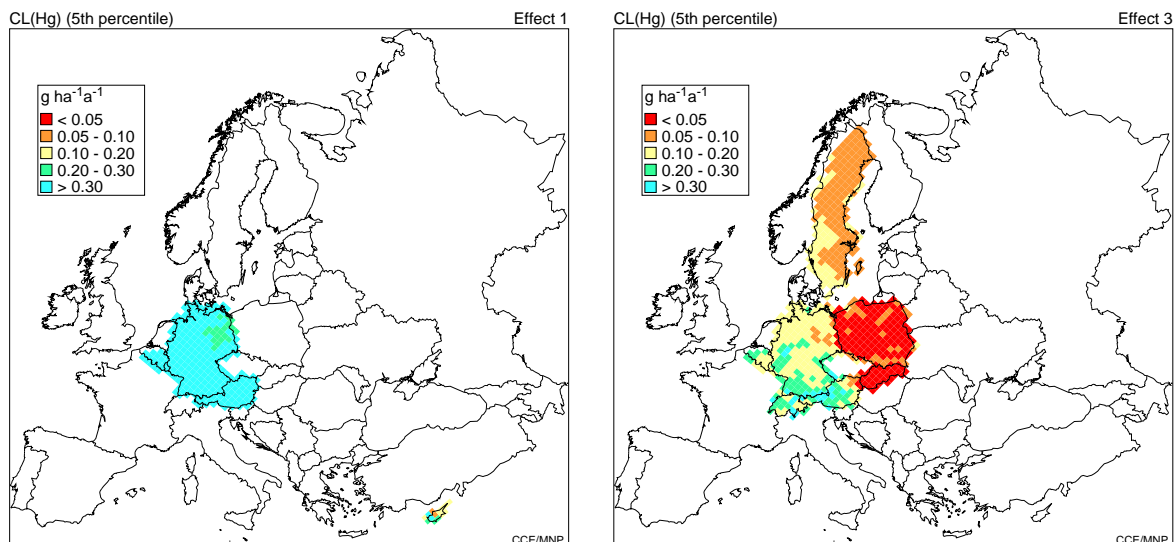 CL(Hg) (5th percentile) Effect 1
g ha⁻¹a⁻¹
< 0.05
0.05 - 0.10
0.10 - 0.20
0.20 - 0.30
> 0.30
CCE/MNP
CL(Hg) (5th percentile) Effect 3
g ha⁻¹a⁻¹
< 0.05
0.05 - 0.10
0.10 - 0.20
0.20 - 0.30
> 0.30
CCE/MNP